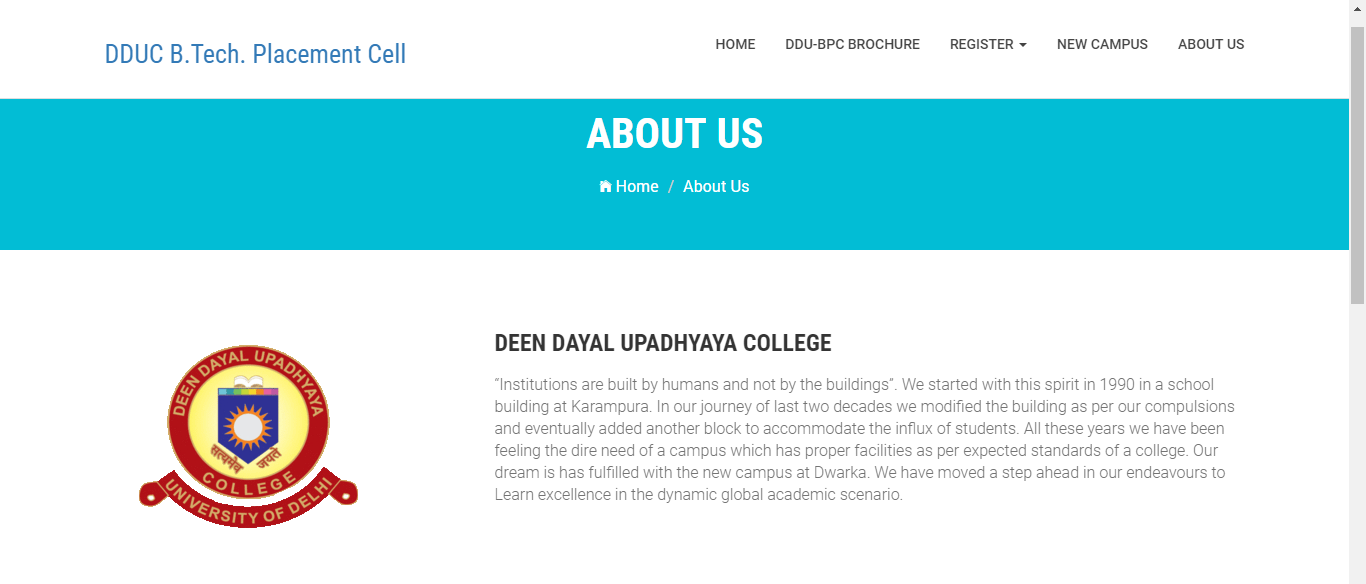 DDUC B.Tech. Placement Cell
HOME DDU-BPC BROCHURE REGISTER NEW CAMPUS ABOUT US
ABOUT US
Home / About Us
DEEN DAYAL UPADHYAYA
सत्यमेव जयते
COLLEGE
UNIVERSITY OF DELHI
DEEN DAYAL UPADHYAYA COLLEGE
“Institutions are built by humans and not by the buildings”. We started with this spirit in 1990 in a school
building at Karampura. In our journey of last two decades we modified the building as per our compulsions
and eventually added another block to accommodate the influx of students. All these years we have been
feeling the dire need of a campus which has proper facilities as per expected standards of a college. Our
dream is has fulfilled with the new campus at Dwarka. We have moved a step ahead in our endeavours to
Learn excellence in the dynamic global academic scenario.